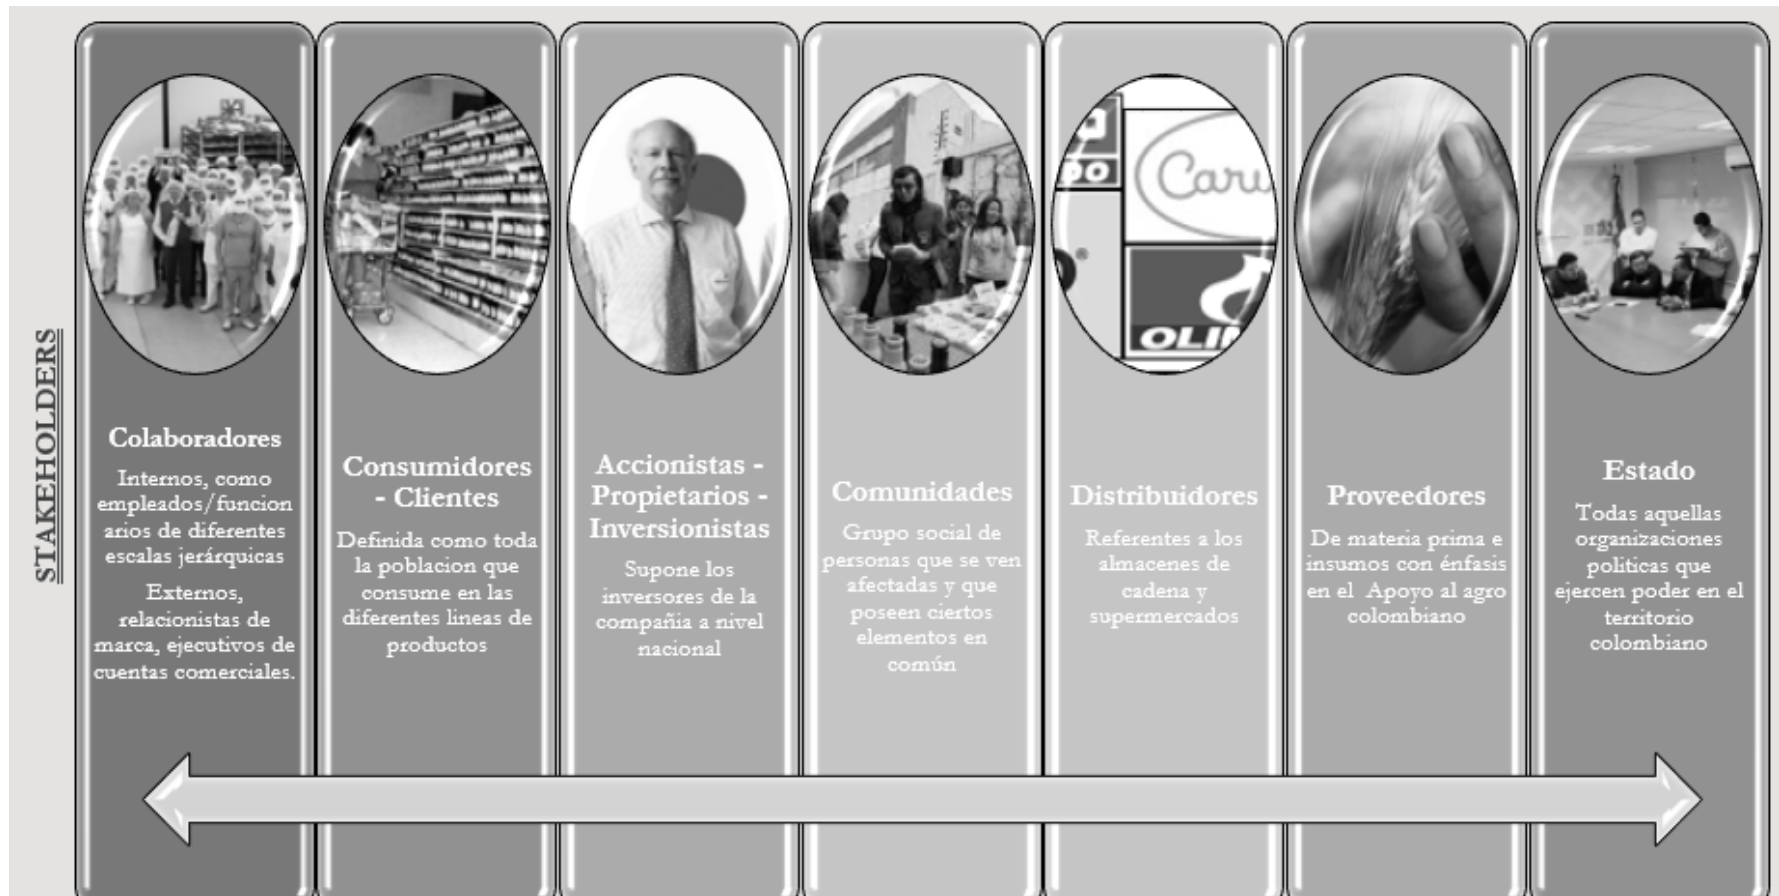 STAKEHOLDERS
Colaboradores
Internos, como
empleados/funcion
arios de diferentes
escalas jerárquicas
Externos,
relacionistas de
marca, ejecutivos de
cuentas comerciales.
Consumidores
- Clientes
Definida como toda
la poblacion que
consume en las
diferentes lineas de
productos
Accionistas -
Propietarios -
Inversionistas
Supone los
inversores de la
compañia a nivel
nacional
Comunidades
Grupo social de
personas que se ven
afectadas y que
poseen ciertos
elementos en
común
DO
Caru
®
OLIM
Distribuidores
Referentes a los
almacenes de
cadena y
supermercados
Proveedores
De materia prima e
insumos con énfasis
en el Apoyo al agro
colombiano
Estado
Todas aquellas
organizaciones
politicas que
ejercen poder en el
territorio
colombiano